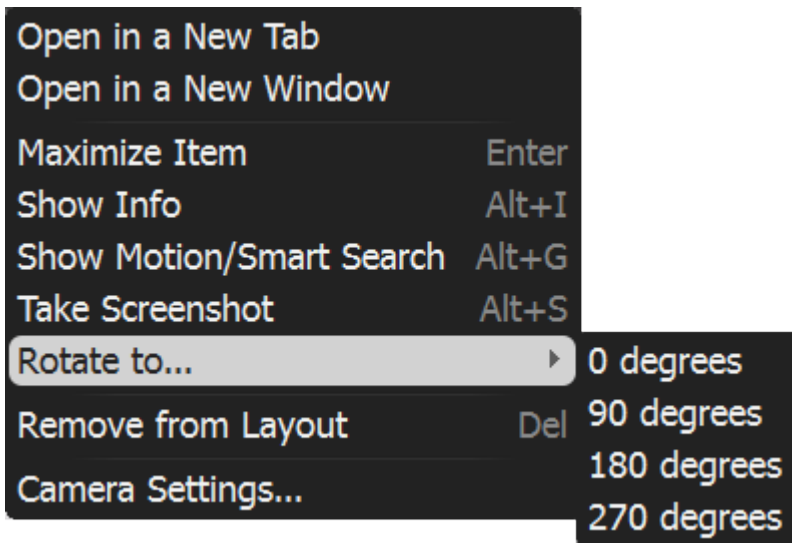 Open in a New Tab
Open in a New Window
Maximize Item Enter
Show Info Alt+I
Show Motion/Smart Search Alt+G
Take Screenshot Alt+S
Rotate to...
Remove from Layout Del
Camera Settings...
0 degrees
90 degrees
180 degrees
270 degrees